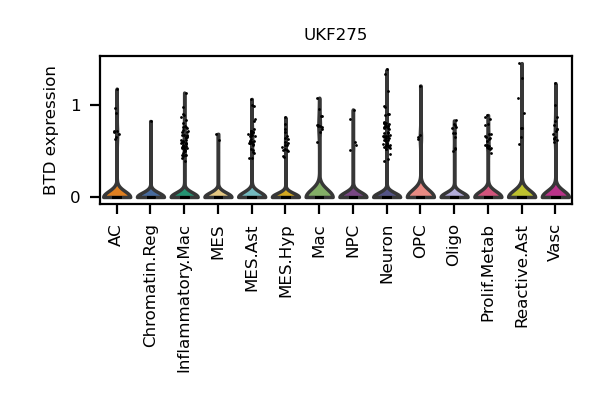 UKF275
BTD expression
1
0
AC
Chromatin.Reg
Inflammatory.Mac
MES
MES.Ast
MES.Hyp
Mac
NPC
Neuron
OPC
Oligo
Prolif.Metab
Reactive.Ast
Vasc